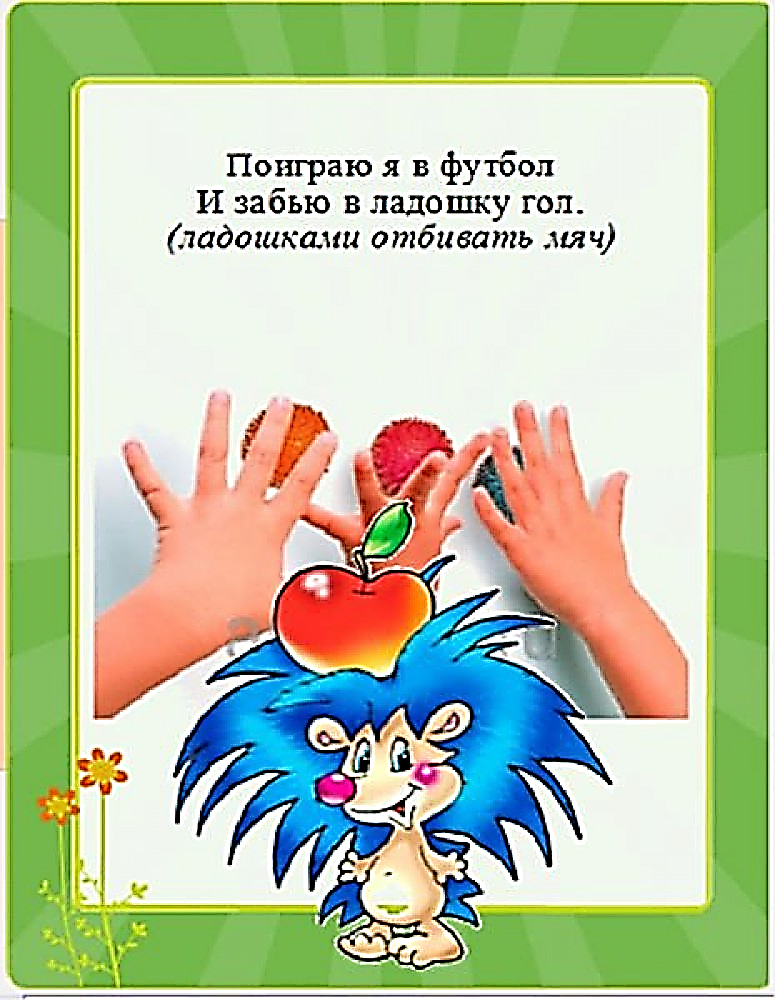 Поиграю я в футбол
И забью в ладошку гол.
(ладошками отбивать мяч)